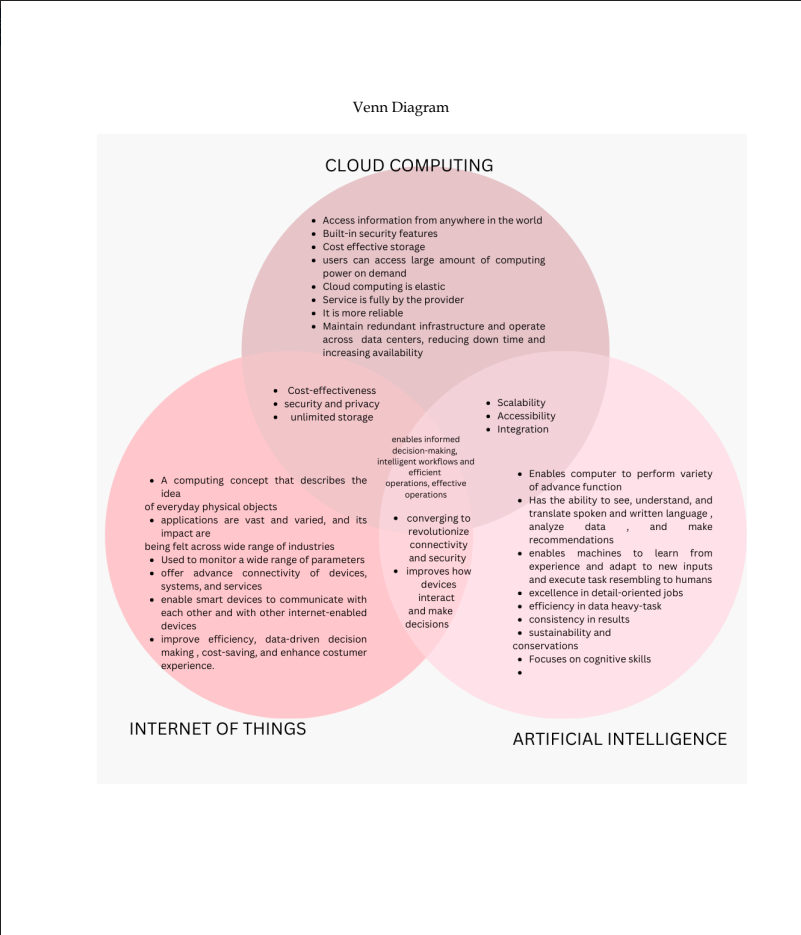 Venn Diagram
CLOUD COMPUTING
• Access information from anywhere in the world
• Built-in security features
• Cost effective storage
• users can access large amount of computing
power on demand
• Cloud computing is elastic
• Service is fully by the provider
• It is more reliable
• Maintain redundant infrastructure and operate
across data centers, reducing down time and
increasing availability
• Cost-effectiveness
• security and privacy
• unlimited storage
• Scalability
• Accessibility
• Integration
enables informed
decision-making,
intelligent workflows and
efficient
operations, effective
operations
• converging to
revolutionize
connectivity
and security
• improves how
devices
interact
and make
decisions
• A computing concept that describes the
idea
of everyday physical objects
• applications are vast and varied, and its
impact are
being felt across wide range of industries
• Used to monitor a wide range of parameters
• offer advance connectivity of devices,
systems, and services
• enable smart devices to communicate with
each other and with other internet-enabled
devices
• improve efficiency, data-driven decision
making , cost-saving, and enhance costumer
experience.
• Enables computer to perform variety
of advance function
• Has the ability to see, understand, and
translate spoken and written language ,
analyze data , and make
recommendations
• enables machines to learn from
experience and adapt to new inputs
and execute task resembling to humans
• excellence in detail-oriented jobs
• efficiency in data heavy-task
• consistency in results
• sustainability and
conservations
• Focuses on cognitive skills
•
INTERNET OF THINGS
ARTIFICIAL INTELLIGENCE